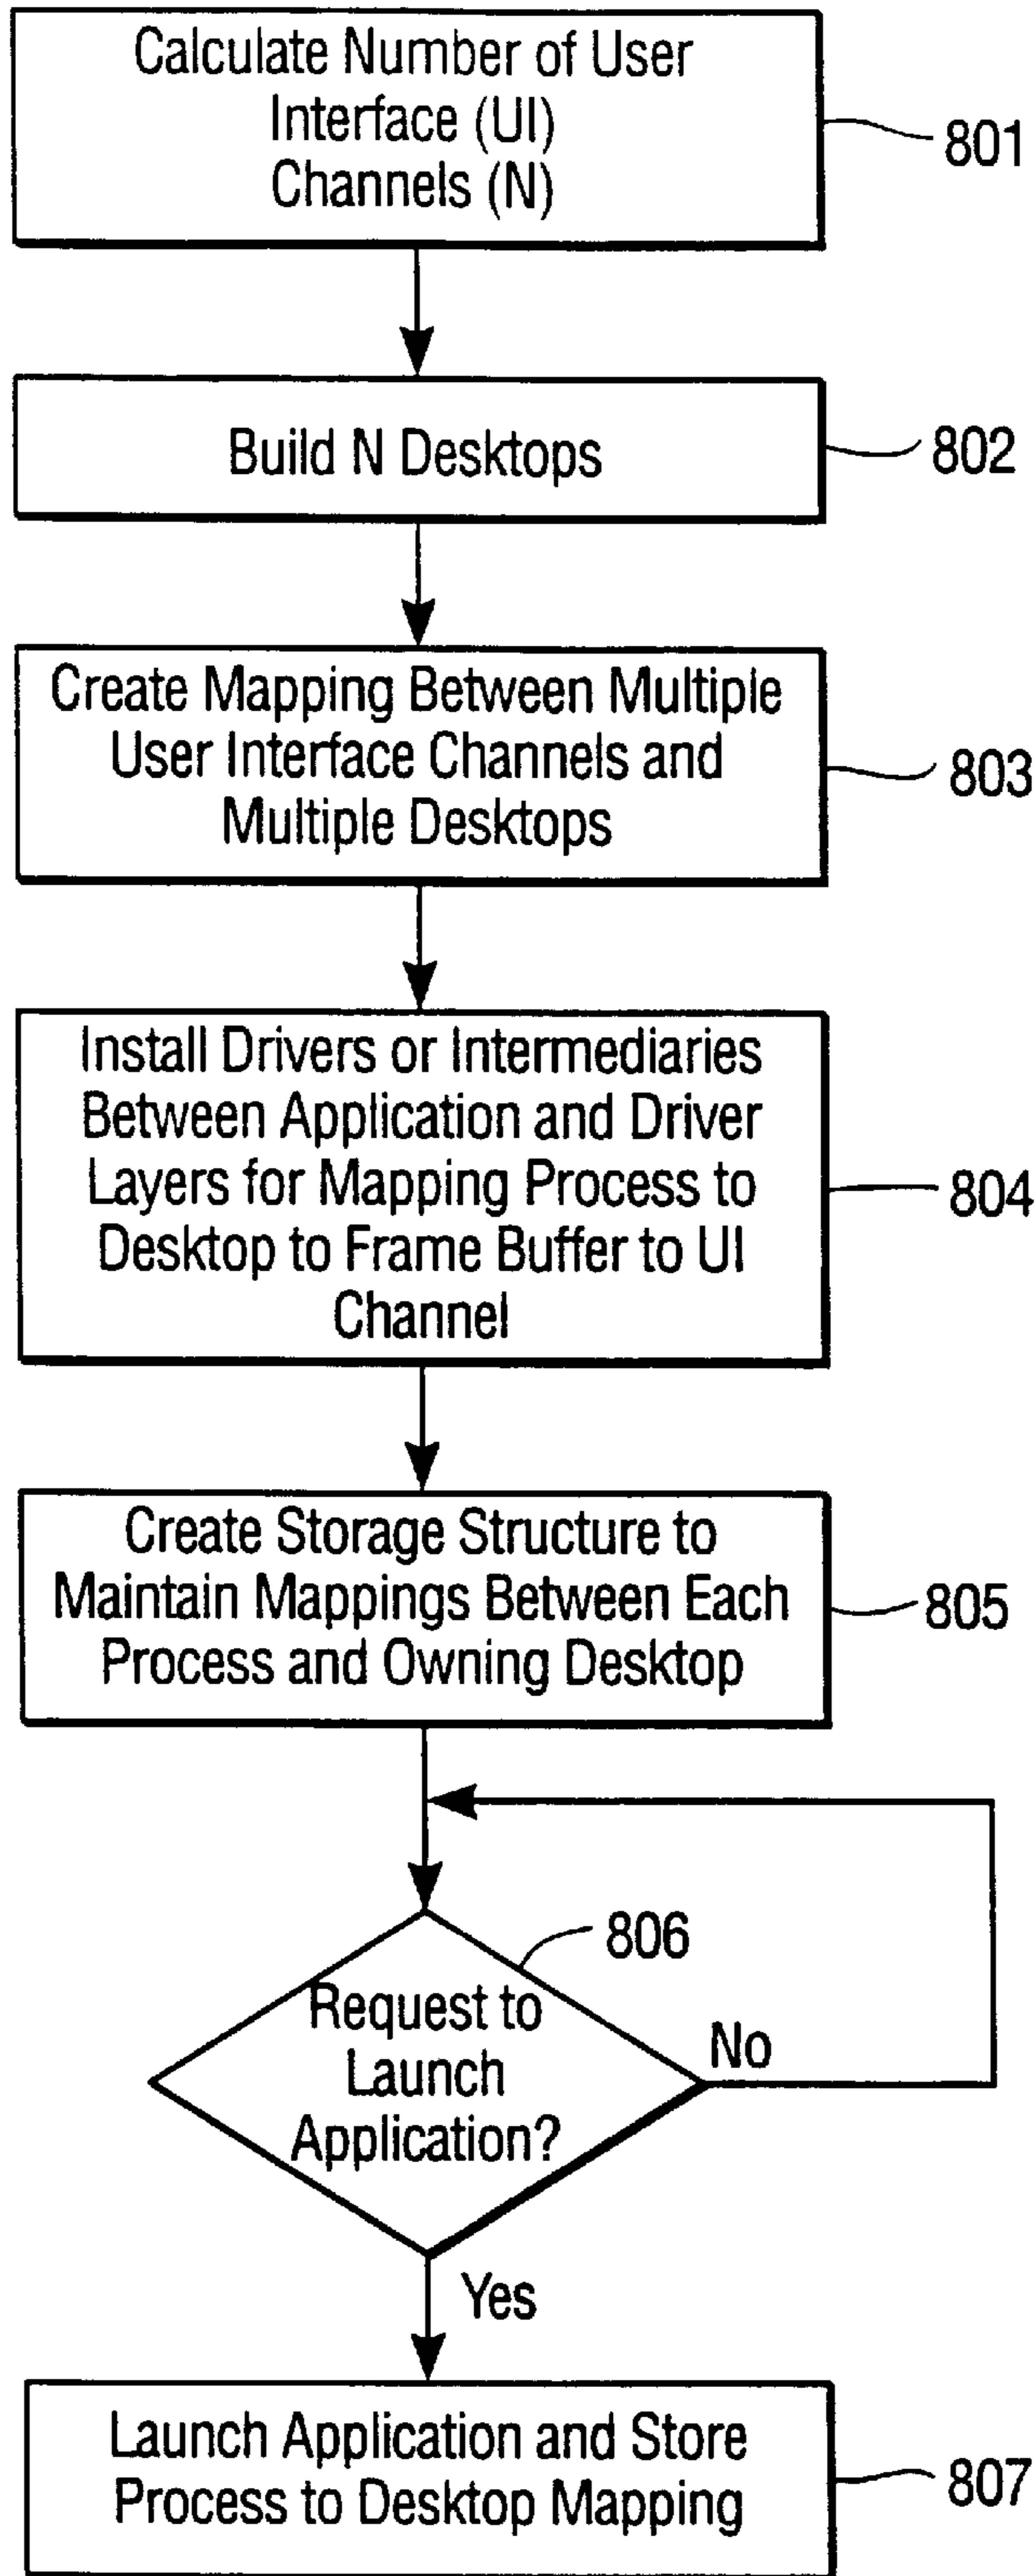 Calculate Number of User
Interface (UI)
Channels (N)
801
Build N Desktops
802
Create Mapping Between Multiple
User Interface Channels and
Multiple Desktops
803
Install Drivers or Intermediaries
Between Application and Driver
Layers for Mapping Process to
Desktop to Frame Buffer to UI
Channel
804
Create Storage Structure to
Maintain Mappings Between Each
Process and Owning Desktop
805
806
Request to
Launch
Application?
No
Yes
Launch Application and Store
Process to Desktop Mapping
807